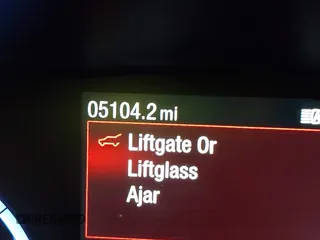 05104.2 mi
Liftgate Or
Liftglass
Ajar